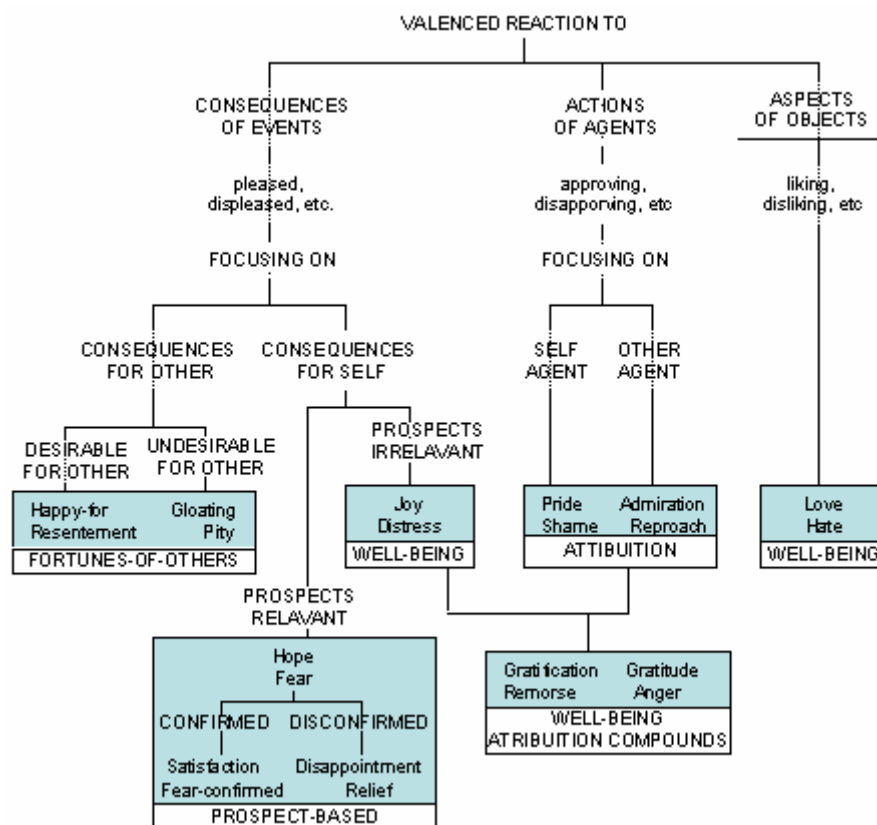 VALENCED REACTION TO
CONSEQUENCES
OF EVENTS
ACTIONS
OF AGENTS
ASPECTS
OF OBJECTS
pleased,
displeased, etc.
approving,
disapporving, etc
liking,
disliking, etc
FOCUSING ON
FOCUSING ON
CONSEQUENCES
FOR OTHER
CONSEQUENCES
FOR SELF
SELF
AGENT
OTHER
AGENT
DESIRABLE
FOR OTHER
UNDESIRABLE
FOR OTHER
PROSPECTS
IRRELAVANT
Happy-for
Resentement
Gloating
Pity
FORTUNES-OF-OTHERS
Joy
Distress
WELL-BEING
Pride
Shame
Admiration
Reproach
ATTIBUITION
Love
Hate
WELL-BEING
PROSPECTS
RELAVANT
Hope
Fear
CONFIRMED
DISCONFIRMED
Satisfaction
Fear-confirmed
Disappointment
Relief
PROSPECT-BASED
Gratification
Remorse
Gratitude
Anger
WELL-BEING
ATRIBUITION COMPOUNDS